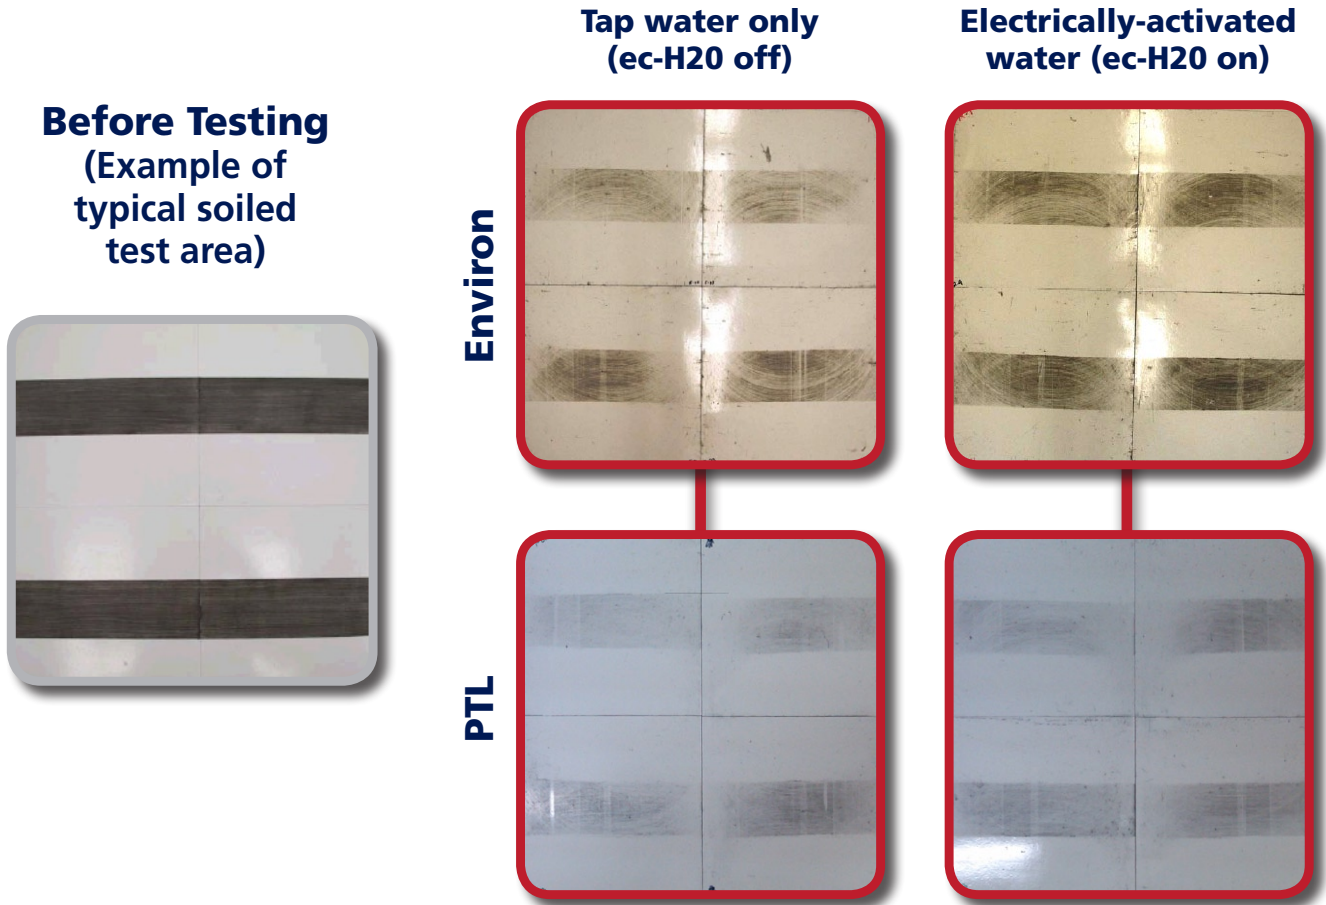 Tap water only
(ec-H20 off)
Electrically-activated
water (ec-H20 on)
Before Testing
(Example of
typical soiled
test area)
Environ
PTL